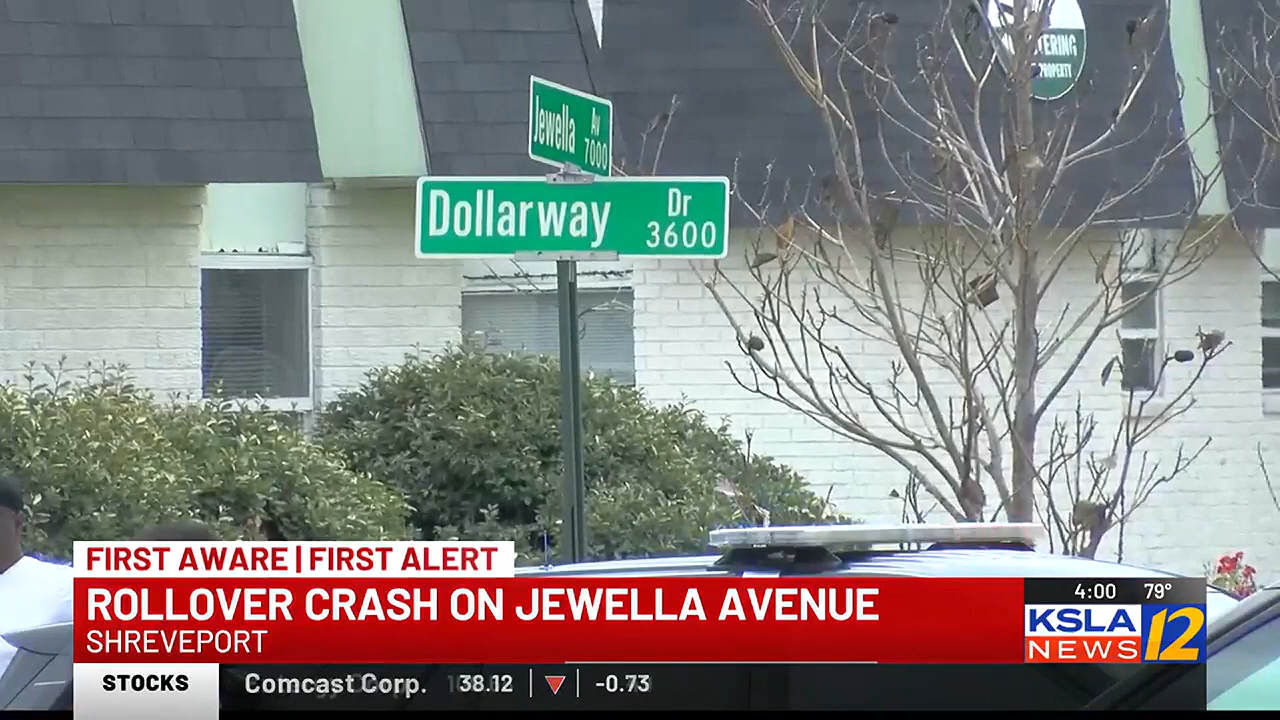 TERING
PROPERTY
Jewella Av
7000
Dollarway Dr
3600
FIRST AWARE | FIRST ALERT
ROLLOVER CRASH ON JEWELLA AVENUE
SHREVEPORT
4:00 79°
KSLA
NEWS 12
STOCKS Comcast Corp. 38.12 -0.73